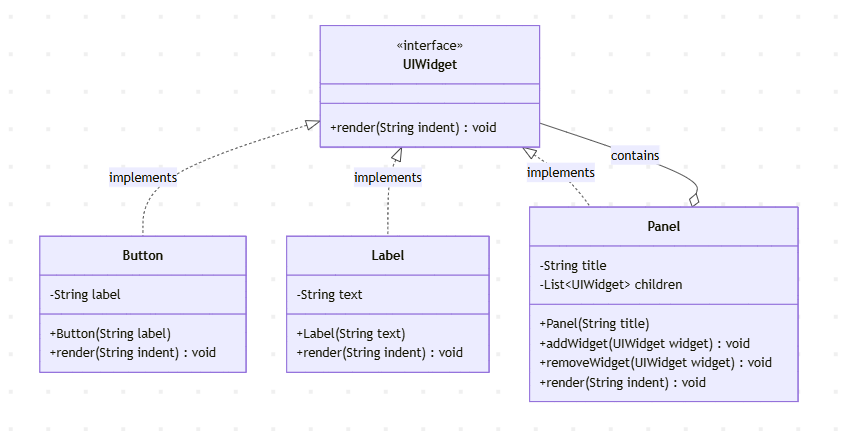 «interface»
UIWidget
+render(String indent) : void
implements
implements
implements
contains
Button
-String label
+Button(String label)
+render(String indent) : void
Label
-String text
+Label(String text)
+render(String indent) : void
Panel
-String title
-List<UIWidget> children
+Panel(String title)
+addWidget(UIWidget widget) : void
+removeWidget(UIWidget widget) : void
+render(String indent) : void